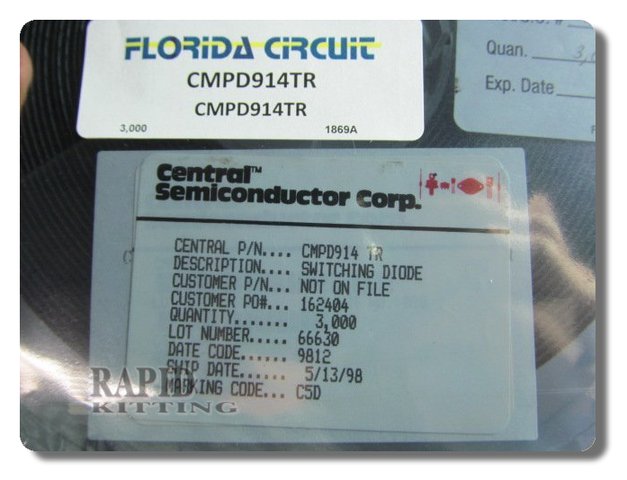 FLORIDA CIRCUIT
CMPD914TR
CMPD914TR
3,000 1869A
Quan.
Exp. Date
Central™
Semiconductor Corp.
CENTRAL P/N.... CMPD914 TR
DESCRIPTION.... SWITCHING DIODE
CUSTOMER P/N... NOT ON FILE
CUSTOMER PO#... 162404
QUANTITY....... 3,000
LOT NUMBER..... 66630
DATE CODE...... 9812
SHIP DATE...... 5/13/98
MARKING CODE... C5D
RAPID
KITTING